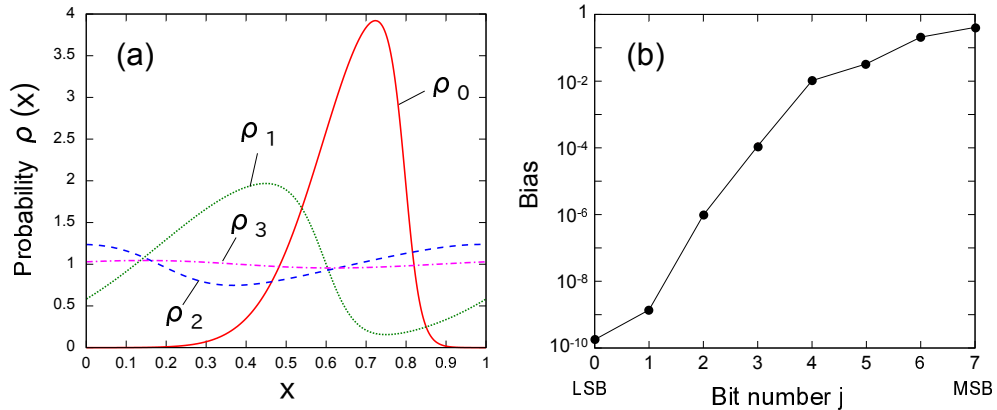 (a)
Probability ρ (x)
4
3.5
3
2.5
2
1.5
1
0.5
0
ρ 0
ρ 1
ρ 3
ρ 2
0 0.1 0.2 0.3 0.4 0.5 0.6 0.7 0.8 0.9 1
x
(b)
Bias
1
10-2
10-4
10-6
10-8
10-10
0 1 2 3 4 5 6 7
LSB MSB
Bit number j